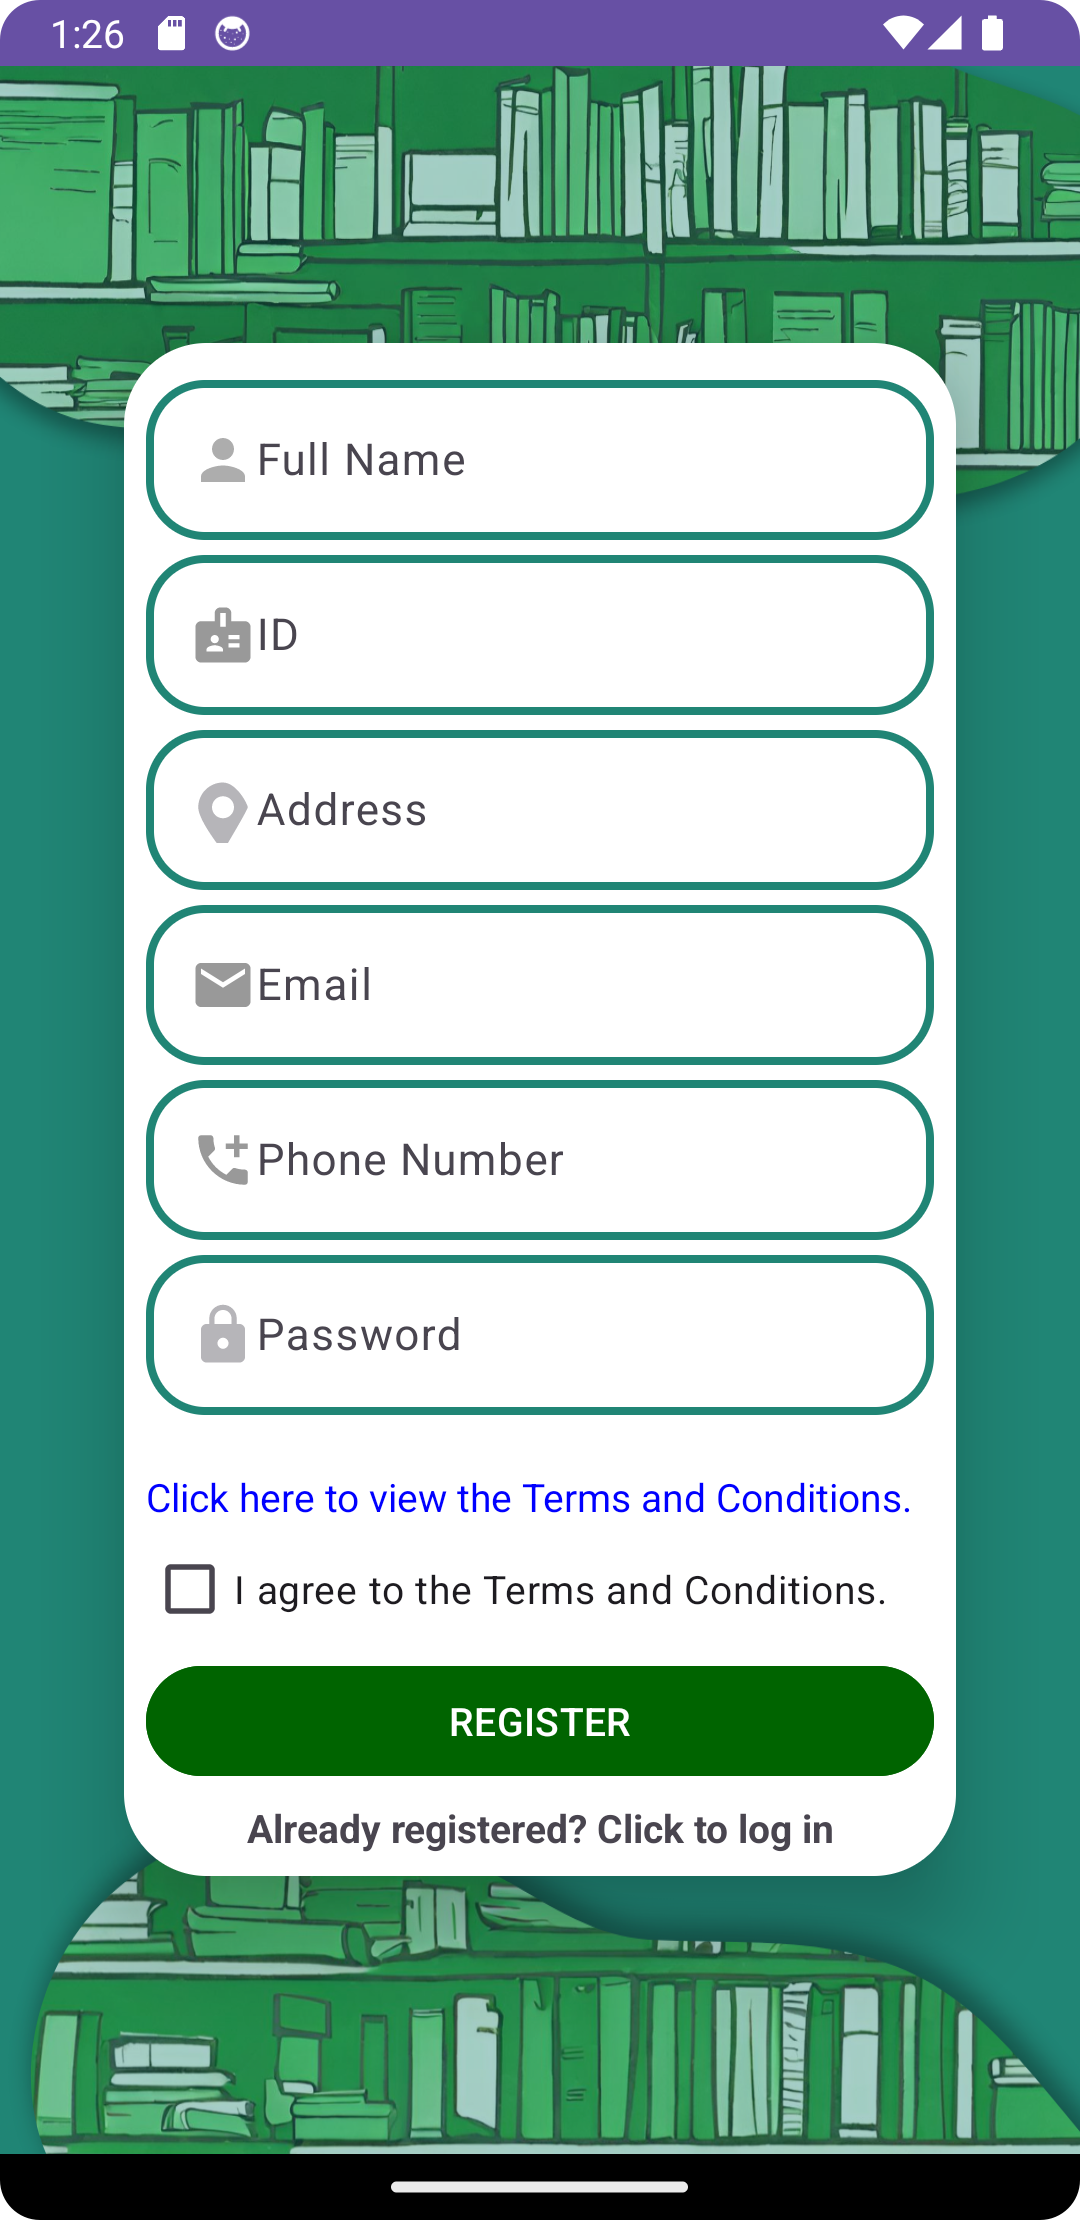 1:26
Full Name
ID
Address
Email
Phone Number
Password
Click here to view the Terms and Conditions.
I agree to the Terms and Conditions.
REGISTER
Already registered? Click to log in